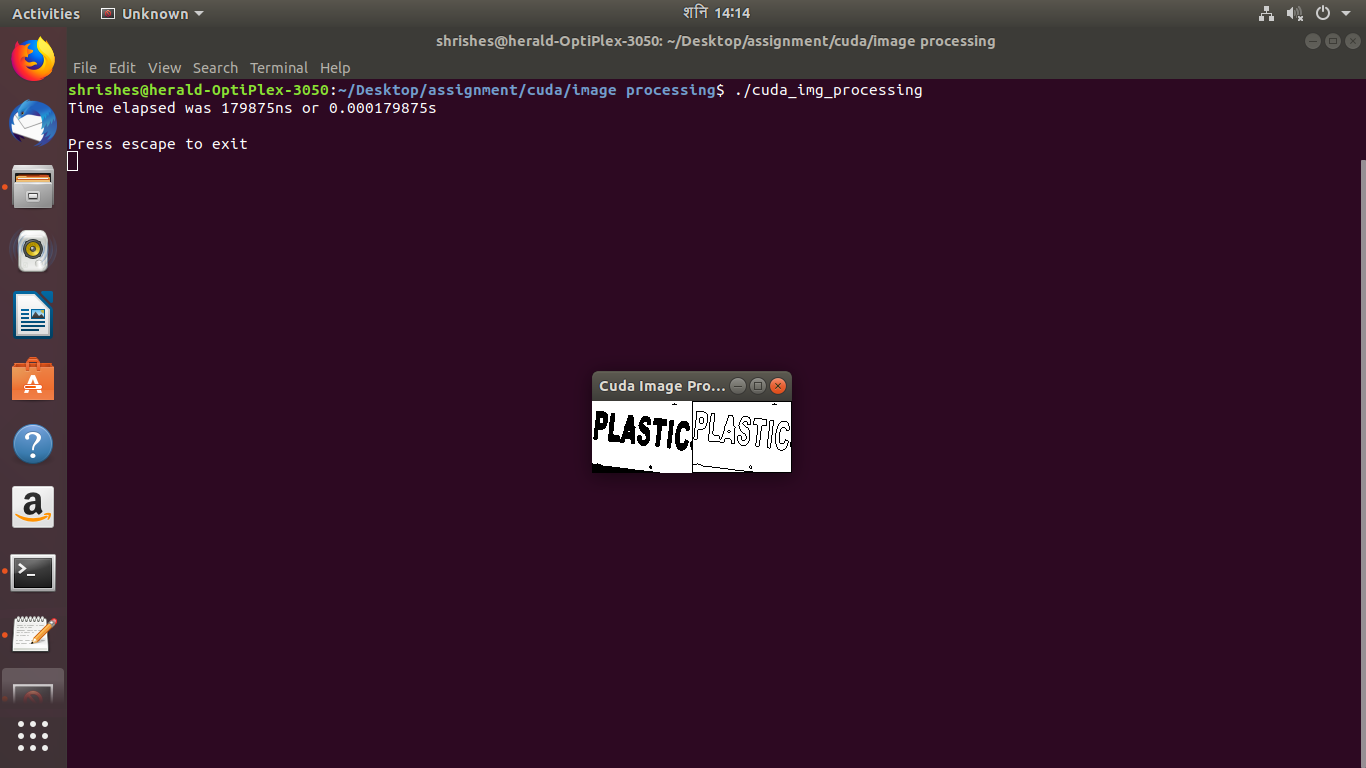 Activities Unknown शनि 14:14
shrishes@herald-OptiPlex-3050: ~/Desktop/assignment/cuda/image processing
File Edit View Search Terminal Help
shrishes@herald-OptiPlex-3050:~/Desktop/assignment/cuda/image processing$ ./cuda_img_processing
Time elapsed was 179875ns or 0.000179875s
Press escape to exit
Cuda Image Pro...
PLASTIC PLASTIC